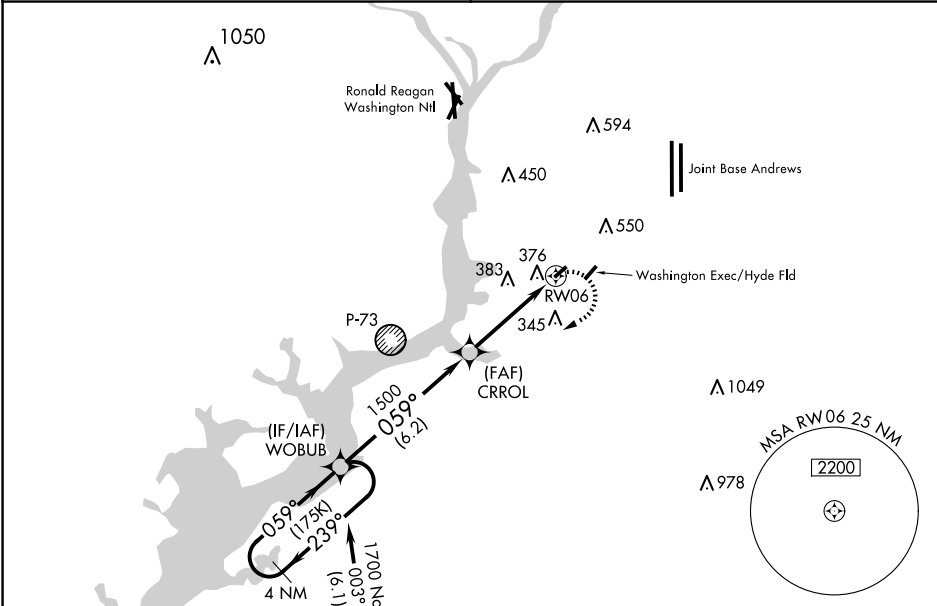 1050
Ronald Reagan
Washington Ntl
594
Joint Base Andrews
450
550
383
376
Washington Exec/Hyde Fld
RW06
345
P-73
(FAF)
CRROL
1500
059°
(6.2)
1049
(IF/IAF)
WOBUB
MSA RW06 25 NM
2200
978
059°
(175K)
239°
4 NM
1700 No
003°
(6.1)